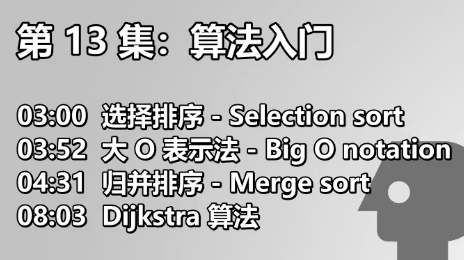 第 13 集：算法入门
03:00 选择排序 - Selection sort
03:52 大 O 表示法 - Big O notation
04:31 归并排序 - Merge sort
08:03 Dijkstra 算法